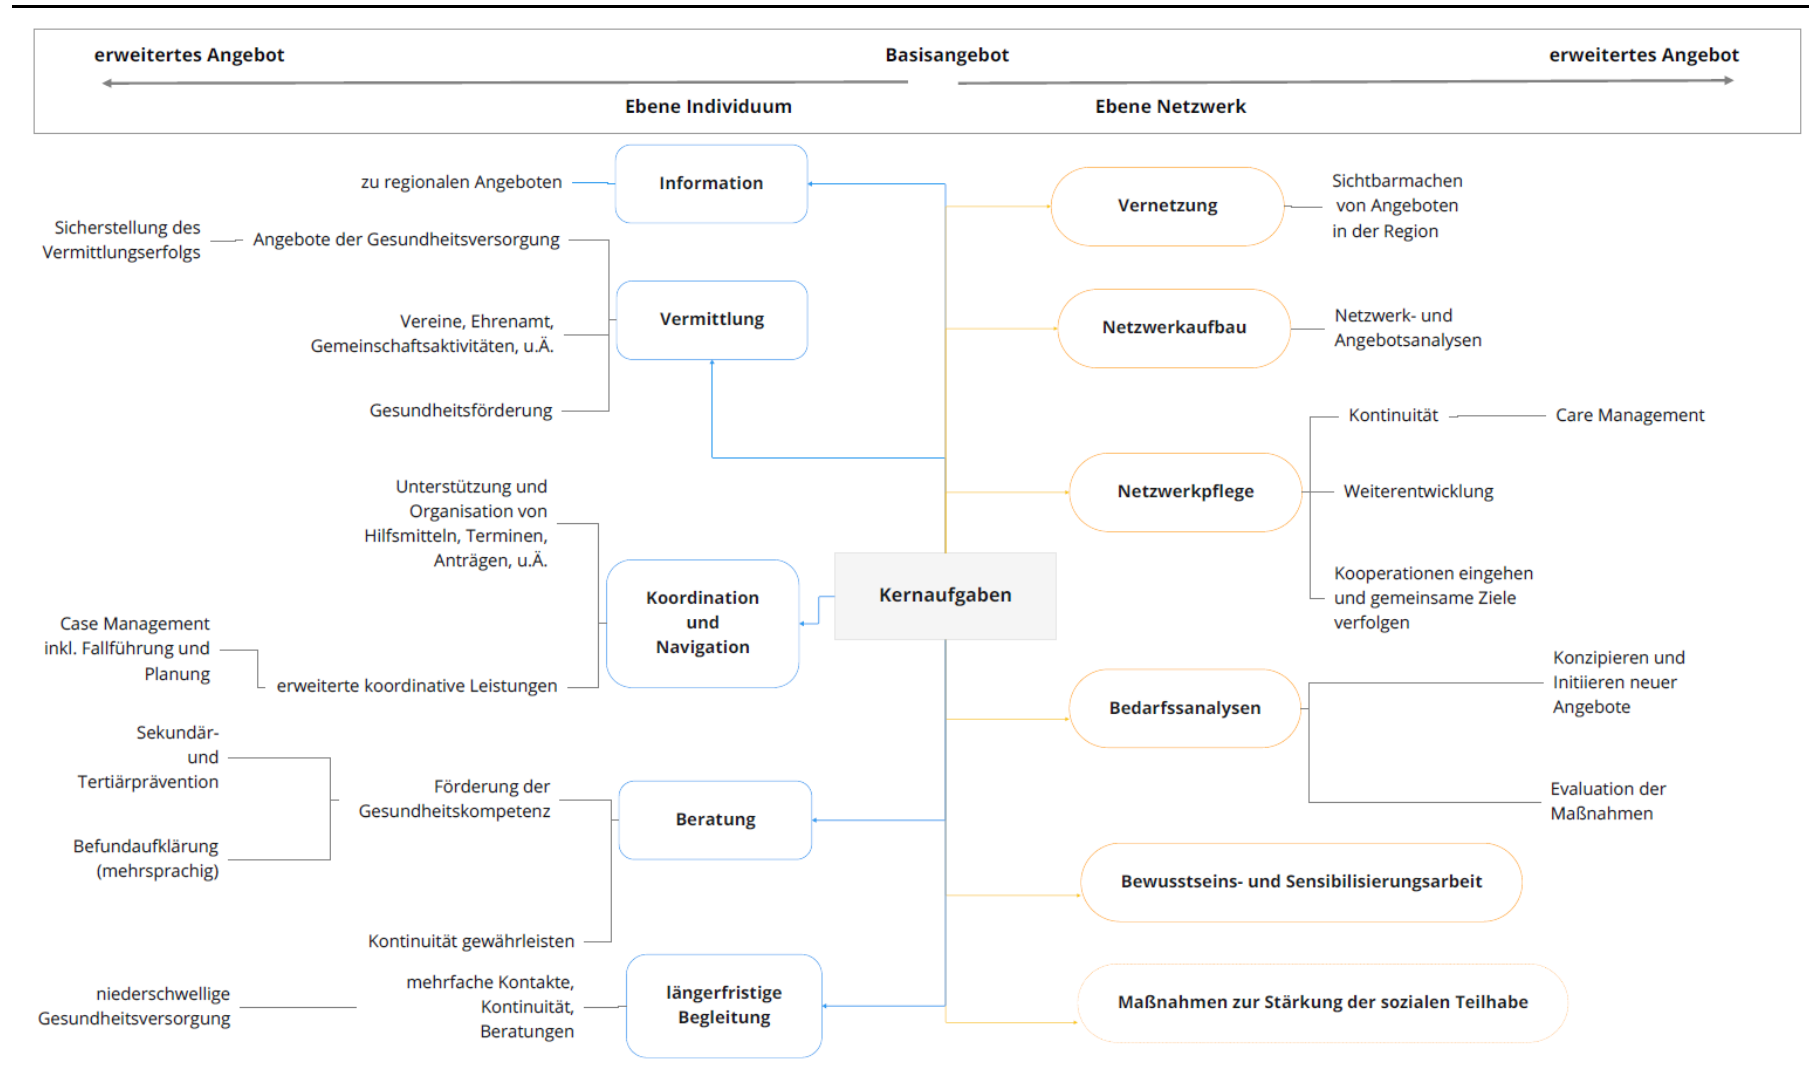 erweitertes Angebot
Basisangebot
erweitertes Angebot
Ebene Individuum
Ebene Netzwerk
zu regionalen Angeboten
Information
Sicherstellung des
Vermittlungserfolgs
Angebote der Gesundheitsversorgung
Vereine, Ehrenamt,
Gemeinschaftsaktivitäten, u.Ä.
Vermittlung
Gesundheitsförderung
Unterstützung und
Organisation von
Hilfsmitteln, Terminen,
Anträgen, u.Ä.
Koordination
und
Navigation
Case Management
inkl. Fallführung und
Planung
erweiterte koordinative Leistungen
Sekundär-
und
Tertiärprävention
Förderung der
Gesundheitskompetenz
Beratung
Befundaufklärung
(mehrsprachig)
Kontinuität gewährleisten
niederschwellige
Gesundheitsversorgung
mehrfache Kontakte,
Kontinuität,
Beratungen
längerfristige
Begleitung
Kernaufgaben
Vernetzung
Sichtbarmachen
von Angeboten
in der Region
Netzwerkaufbau
Netzwerk- und
Angebotsanalysen
Netzwerkpflege
Kontinuität
Care Management
Weiterentwicklung
Kooperationen eingehen
und gemeinsame Ziele
verfolgen
Bedarfssanalysen
Konzipieren und
Initiieren neuer
Angebote
Evaluation der
Maßnahmen
Bewusstseins- und Sensibilisierungsarbeit
Maßnahmen zur Stärkung der sozialen Teilhabe